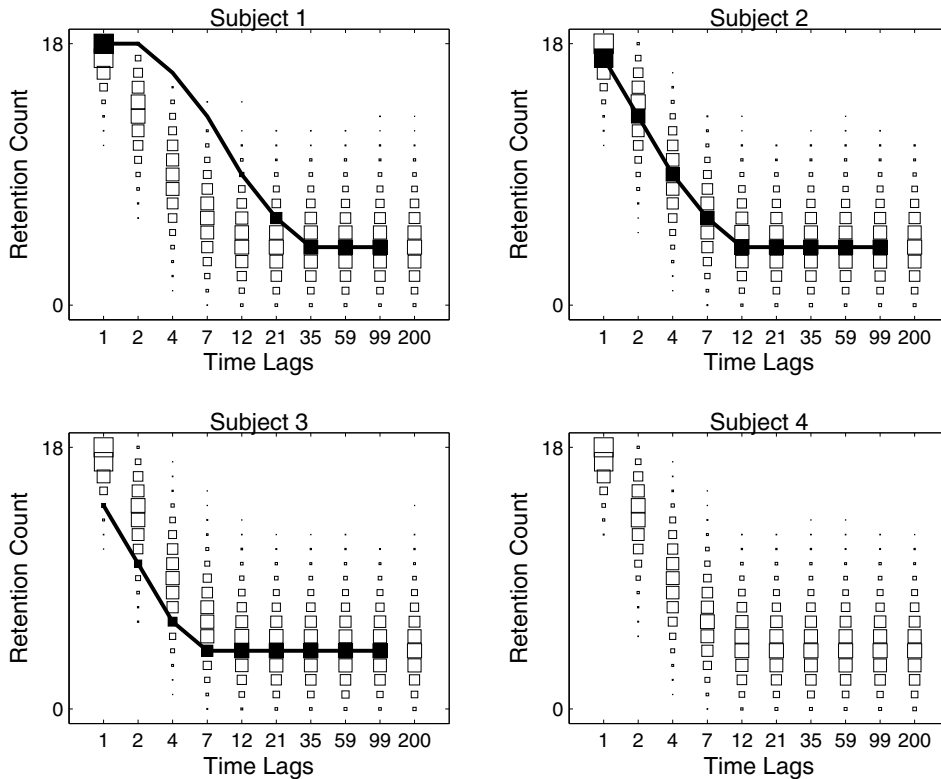 Subject 1
18
Retention Count
0
1 2 4 7 12 21 35 59 99 200
Time Lags
Subject 2
18
Retention Count
0
1 2 4 7 12 21 35 59 99 200
Time Lags
Subject 3
18
Retention Count
0
1 2 4 7 12 21 35 59 99 200
Time Lags
Subject 4
18
Retention Count
0
1 2 4 7 12 21 35 59 99 200
Time Lags